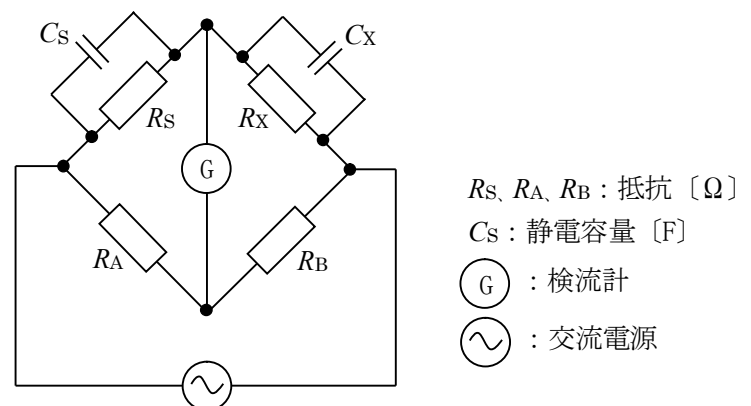 CS
CX
RS
RX
G
RA
RB
RS、RA、RB：抵抗〔Ω〕
CS：静電容量〔F〕
G：検流計
：交流電源